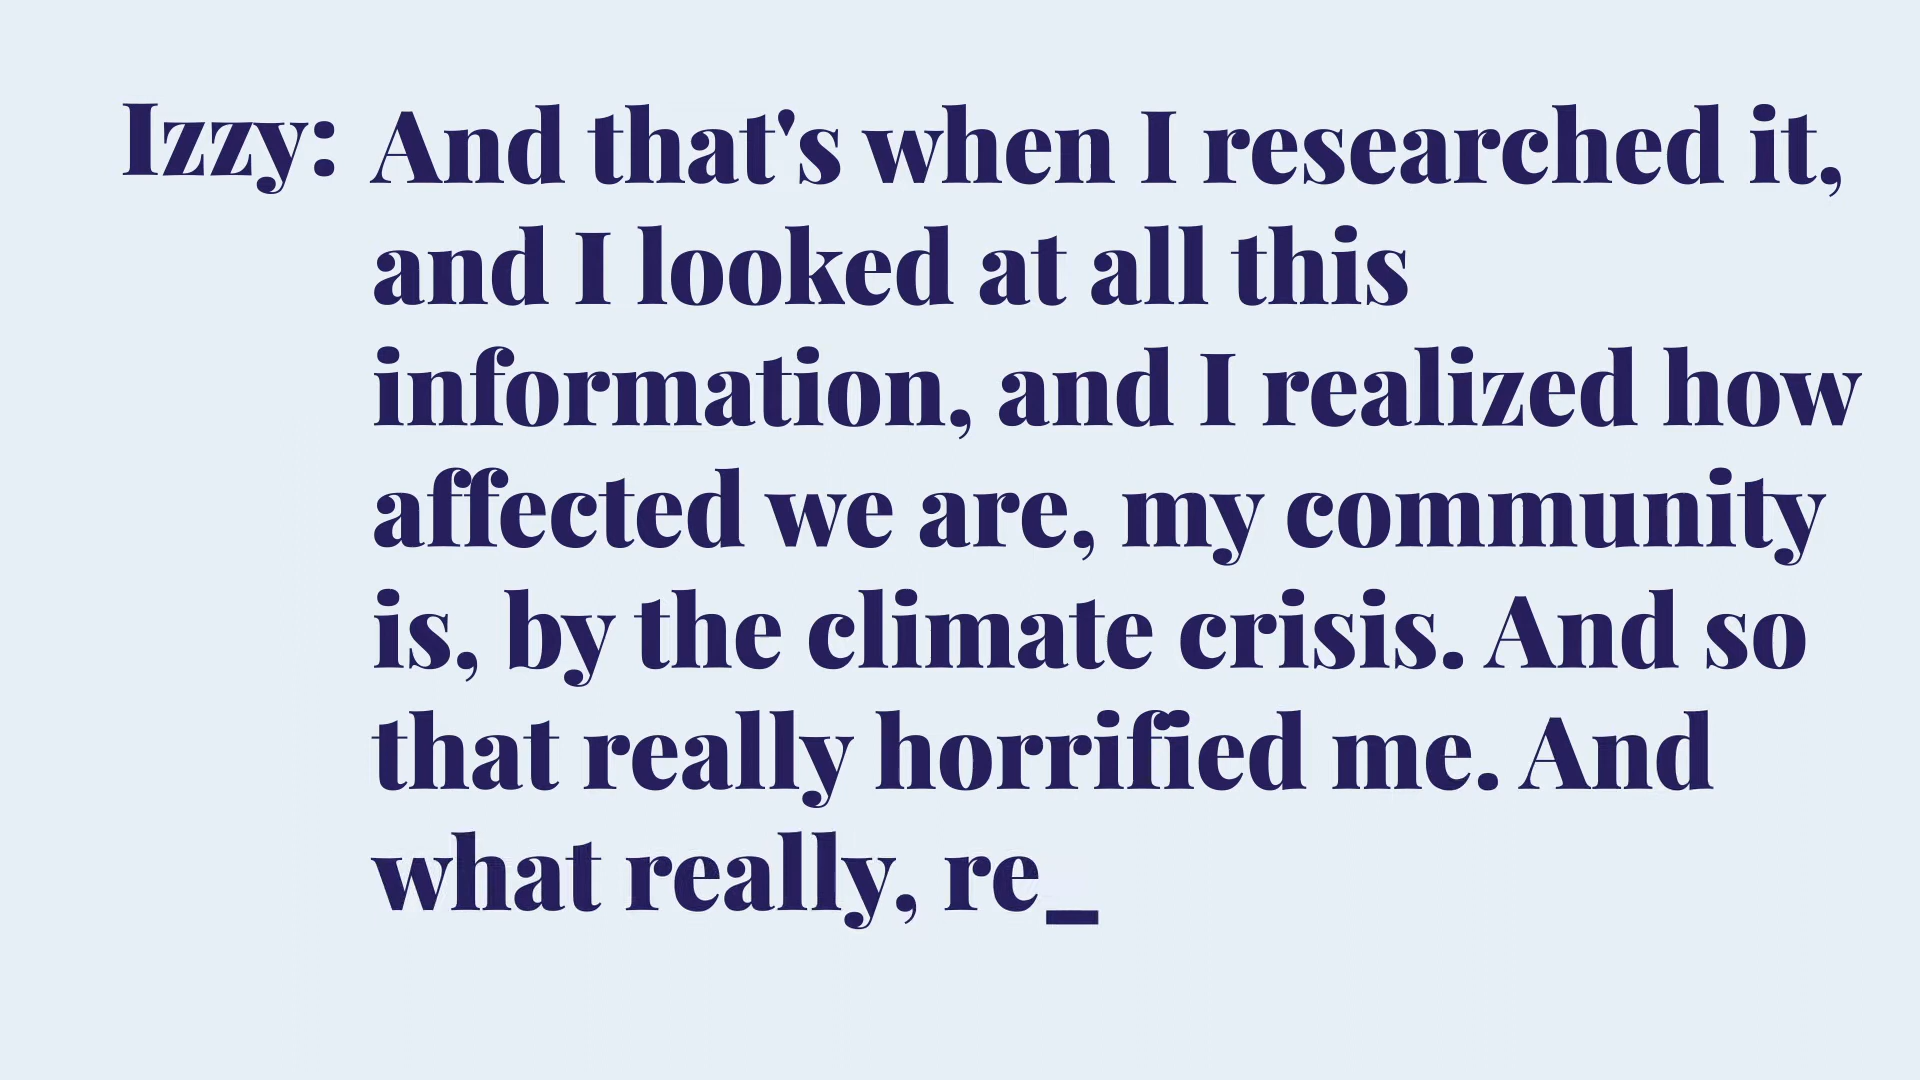 Izzy: And that's when I researched it,
and I looked at all this
information, and I realized how
affected we are, my community
is, by the climate crisis. And so
that really horrified me. And
what really, re_